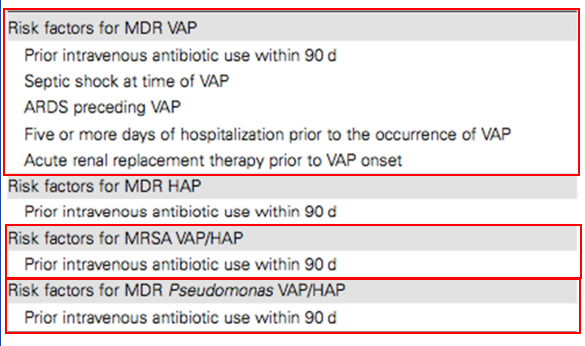 Risk factors for MDR VAP
Prior intravenous antibiotic use within 90 d
Septic shock at time of VAP
ARDS preceding VAP
Five or more days of hospitalization prior to the occurrence of VAP
Acute renal replacement therapy prior to VAP onset
Risk factors for MDR HAP
Prior intravenous antibiotic use within 90 d
Risk factors for MRSA VAP/HAP
Prior intravenous antibiotic use within 90 d
Risk factors for MDR Pseudomonas VAP/HAP
Prior intravenous antibiotic use within 90 d